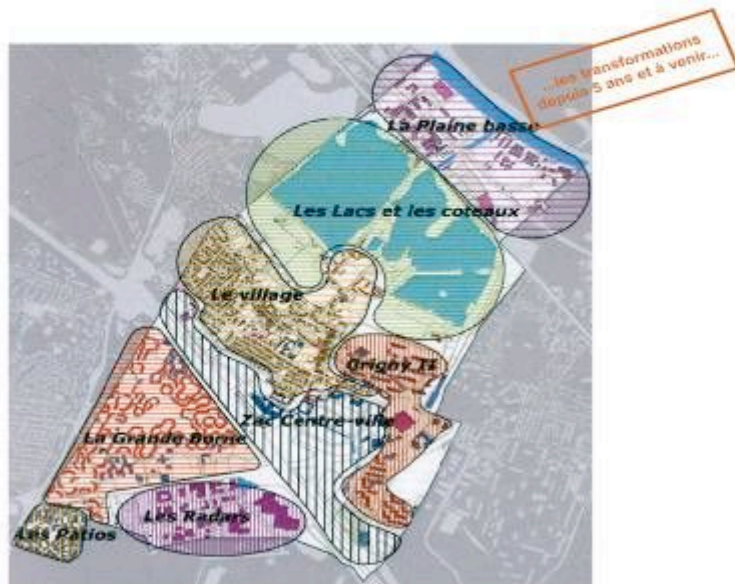 ...les transformations
depuis 5 ans et à venir...
La Plaine basse
Les Lacs et les coteaux
Le village
Grigny II
Zac Centre-ville
La Grande Borne
Les Radars
Les Patios